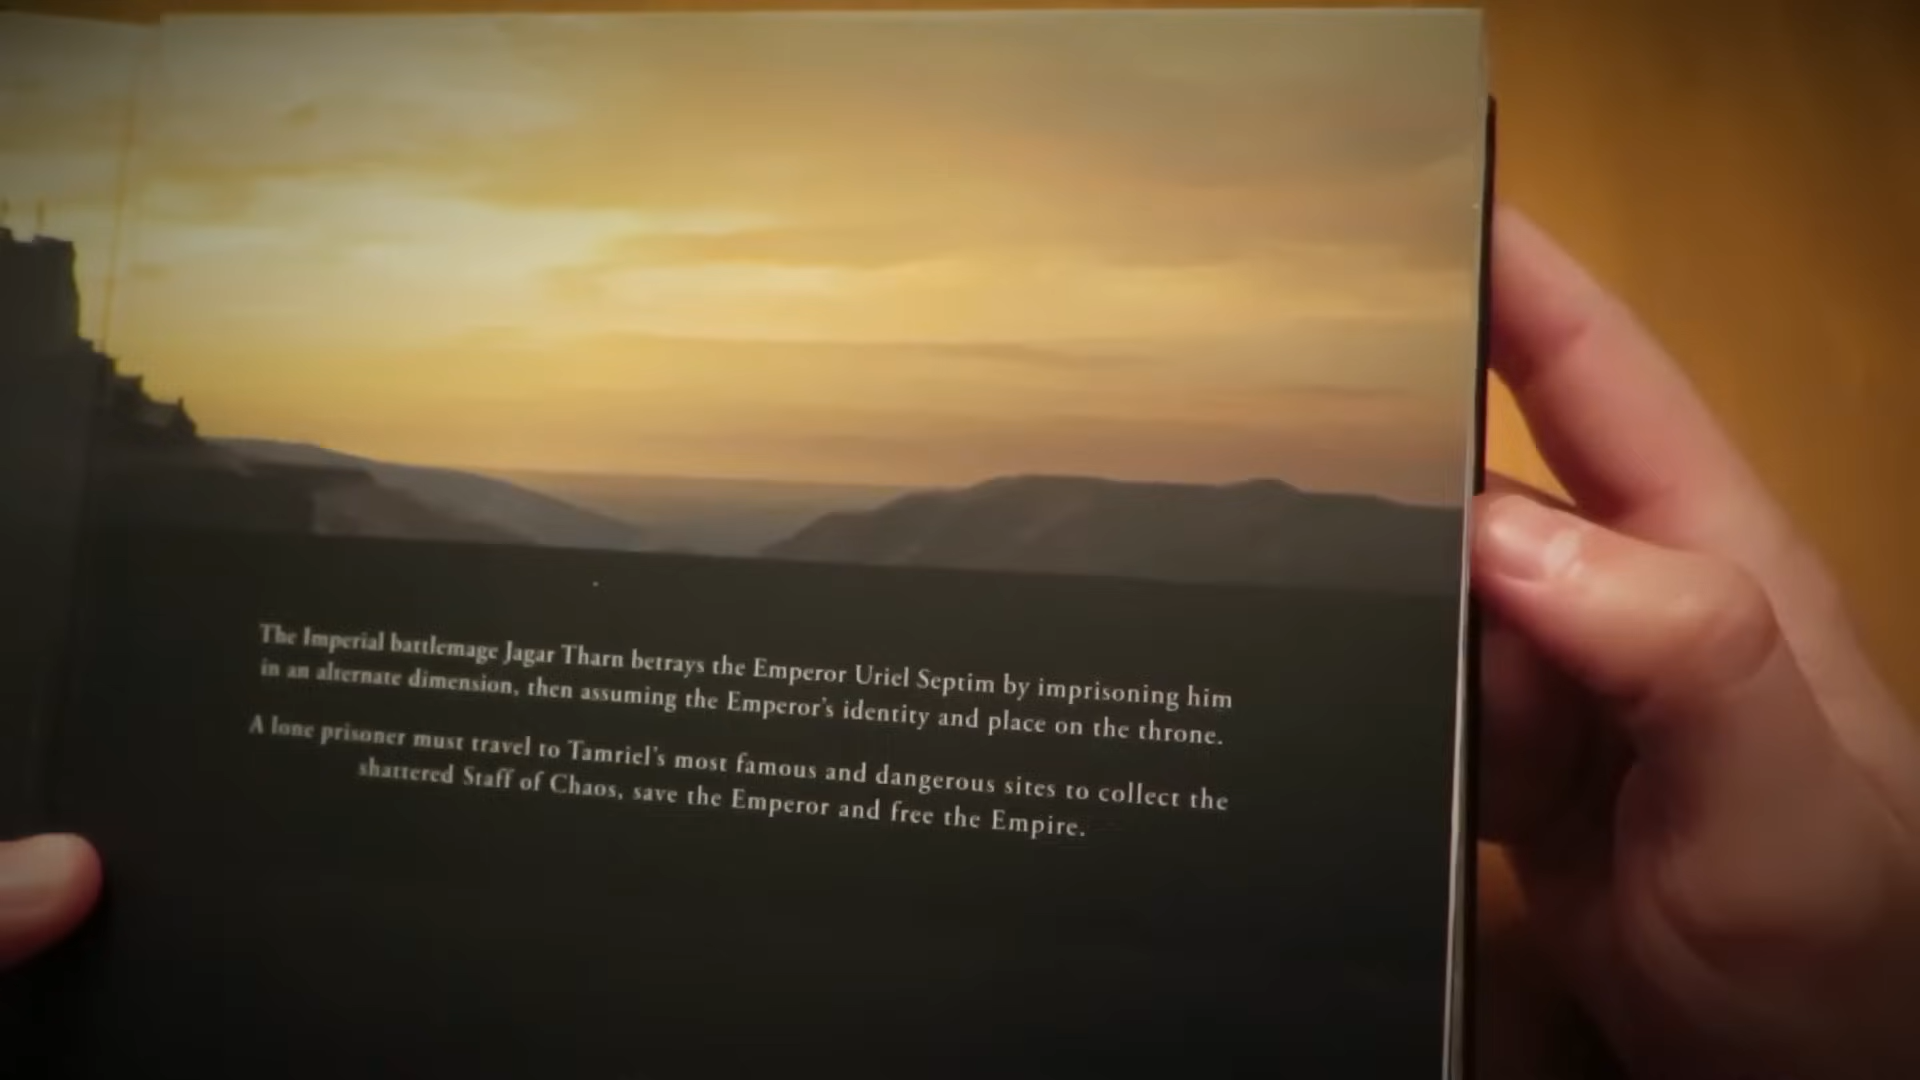 The Imperial battlemage Jagar Tharn betrays the Emperor Uriel Septim by imprisoning him
in an alternate dimension, then assuming the Emperor's identity and place on the throne.
A lone prisoner must travel to Tamriel's most famous and dangerous sites to collect the
shattered Staff of Chaos, save the Emperor and free the Empire.